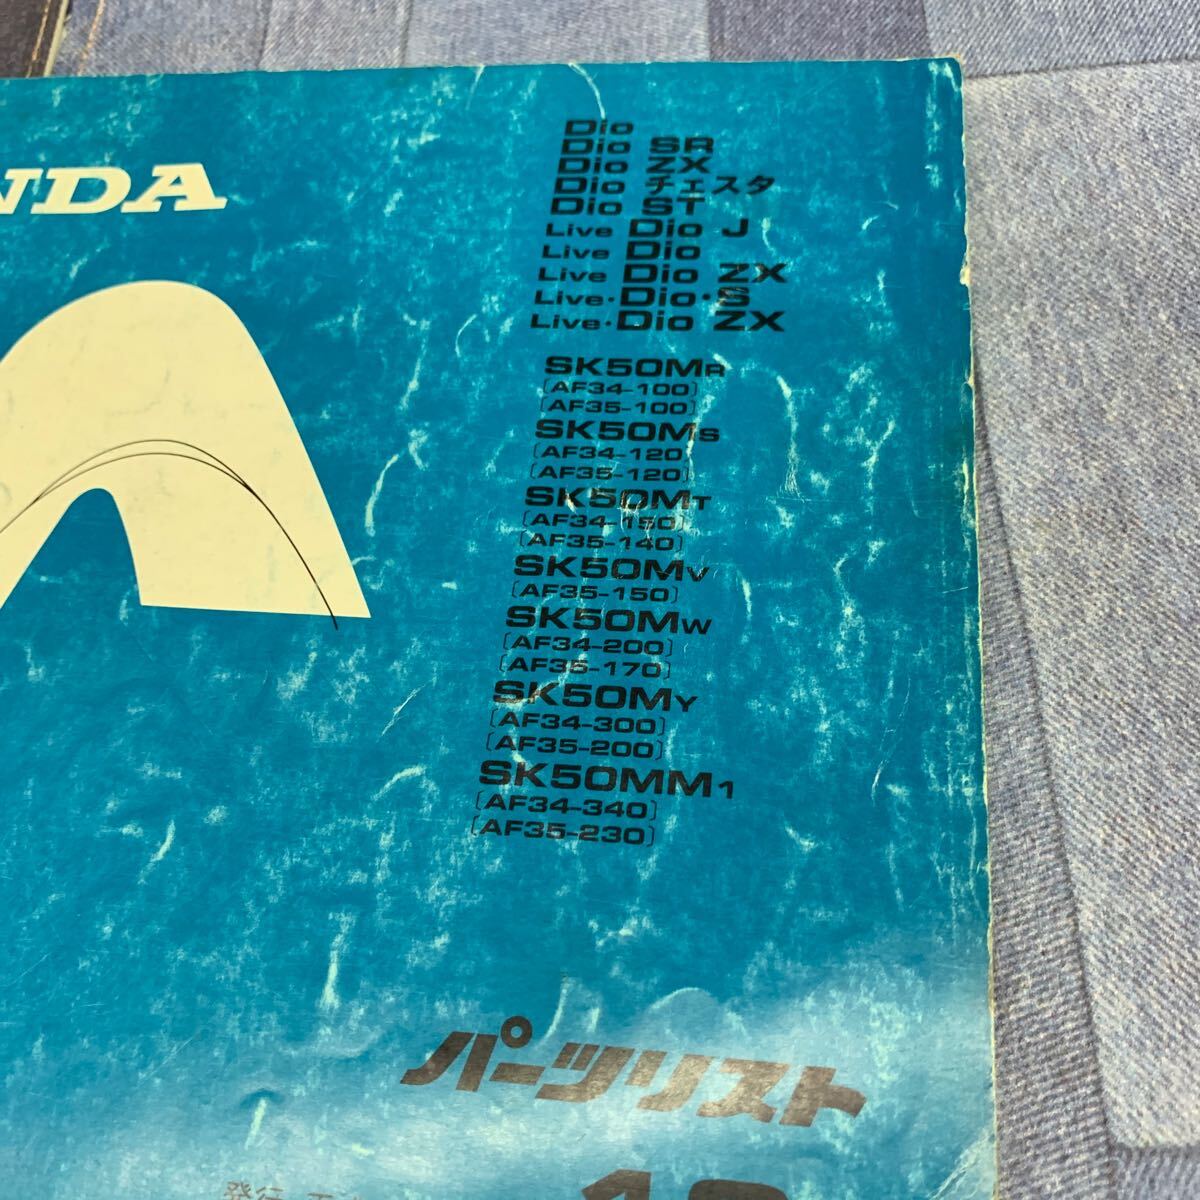 NDA
Dio
Dio SR
Dio ZX
Dio チェスタ
Dio ST
Live Dio J
Live Dio
Live Dio ZX
Live・Dio・S
Live・Dio ZX
SK50MR
[AF34-100]
[AF35-100]
SK50MS
[AF34-120]
[AF35-120]
SK50MT
[AF34-150]
[AF35-140]
SK50MV
[AF35-150]
SK50MW
[AF34-200]
[AF35-170]
SK50MY
[AF34-300]
[AF35-200]
SK50MM1
[AF34-340]
[AF35-230]
パーツリスト
発行